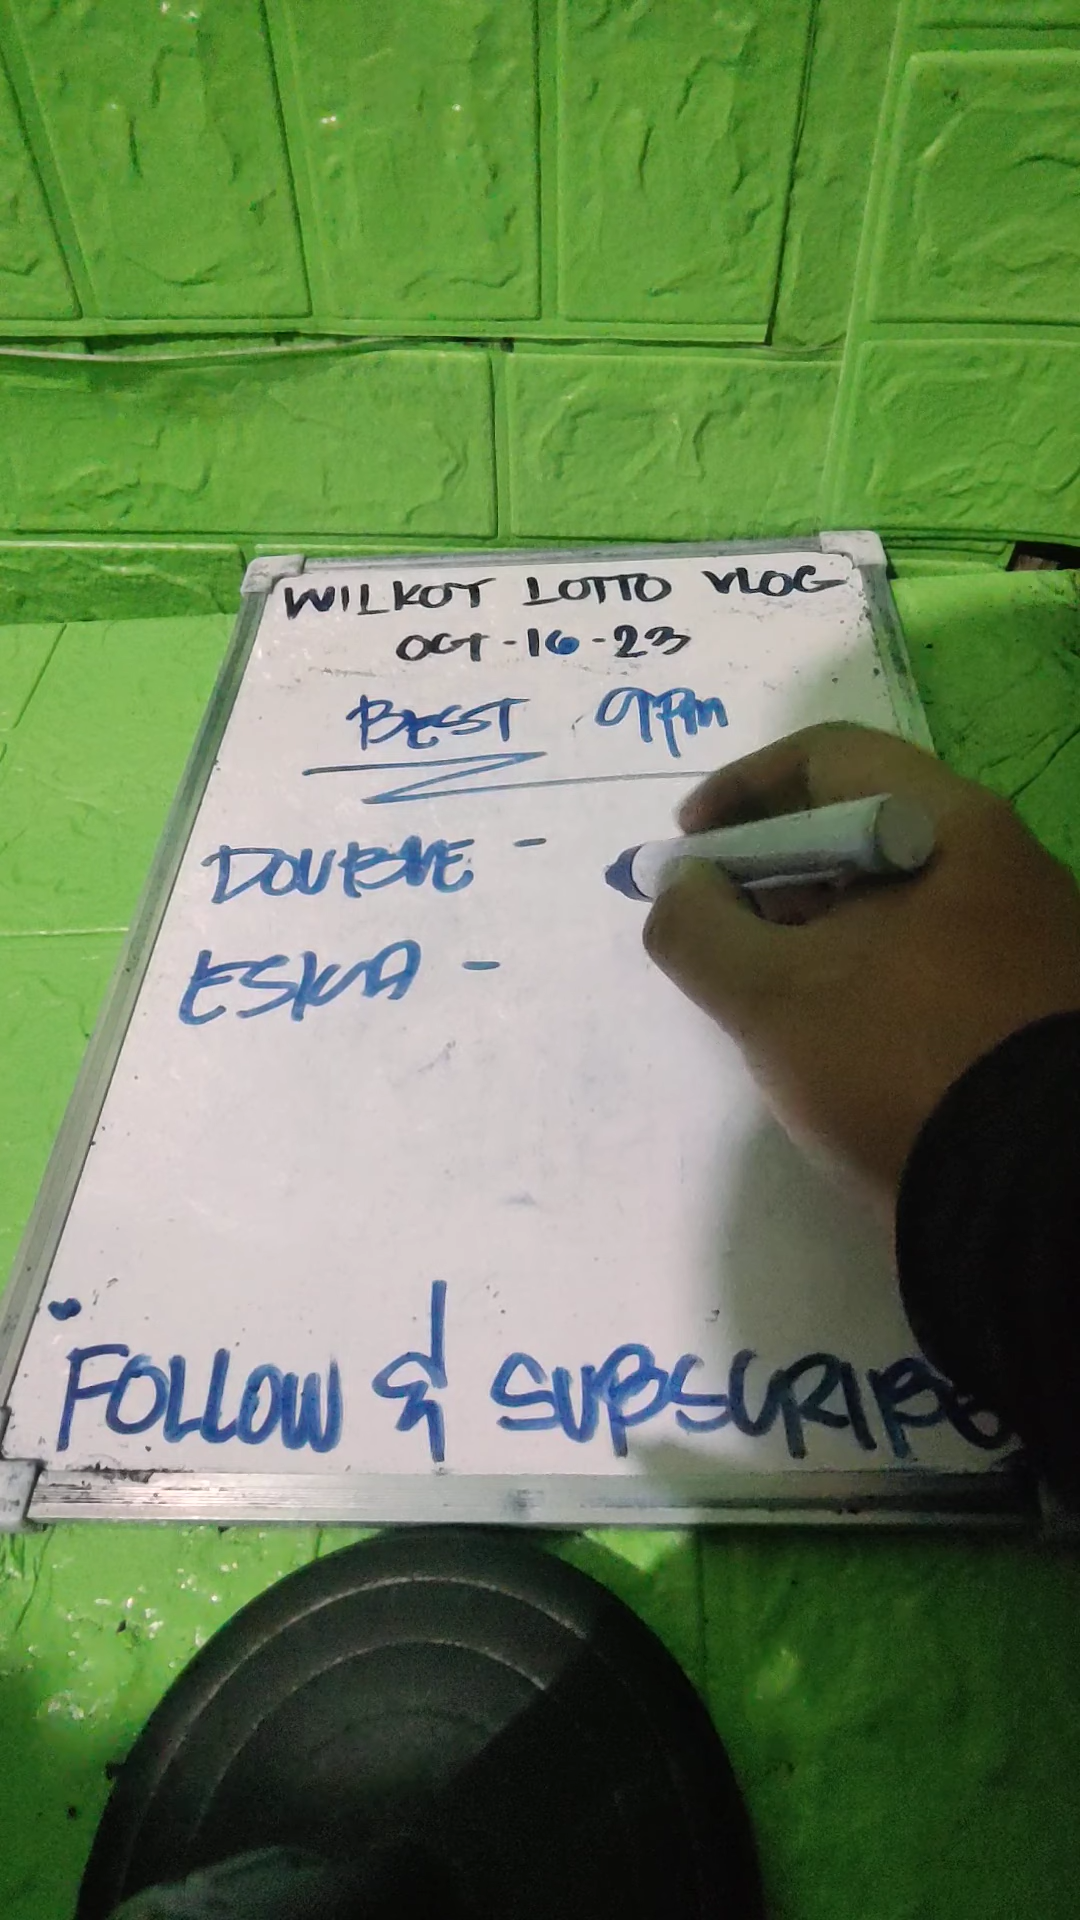 WILKOT LOTTO VLOG
OCT-16-23
BEST 9PM
DOUBLE -
ESKA -
FOLLOW & SUBSCRIBE